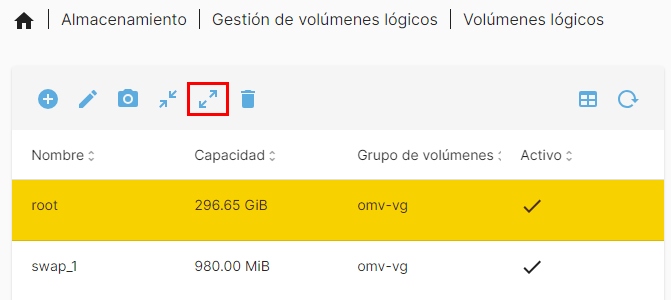 Almacenamiento | Gestión de volúmenes lógicos | Volúmenes lógicos
Nombre Capacidad Grupo de volúmenes Activo
root 296.65 GiB omv-vg
swap_1 980.00 MiB omv-vg